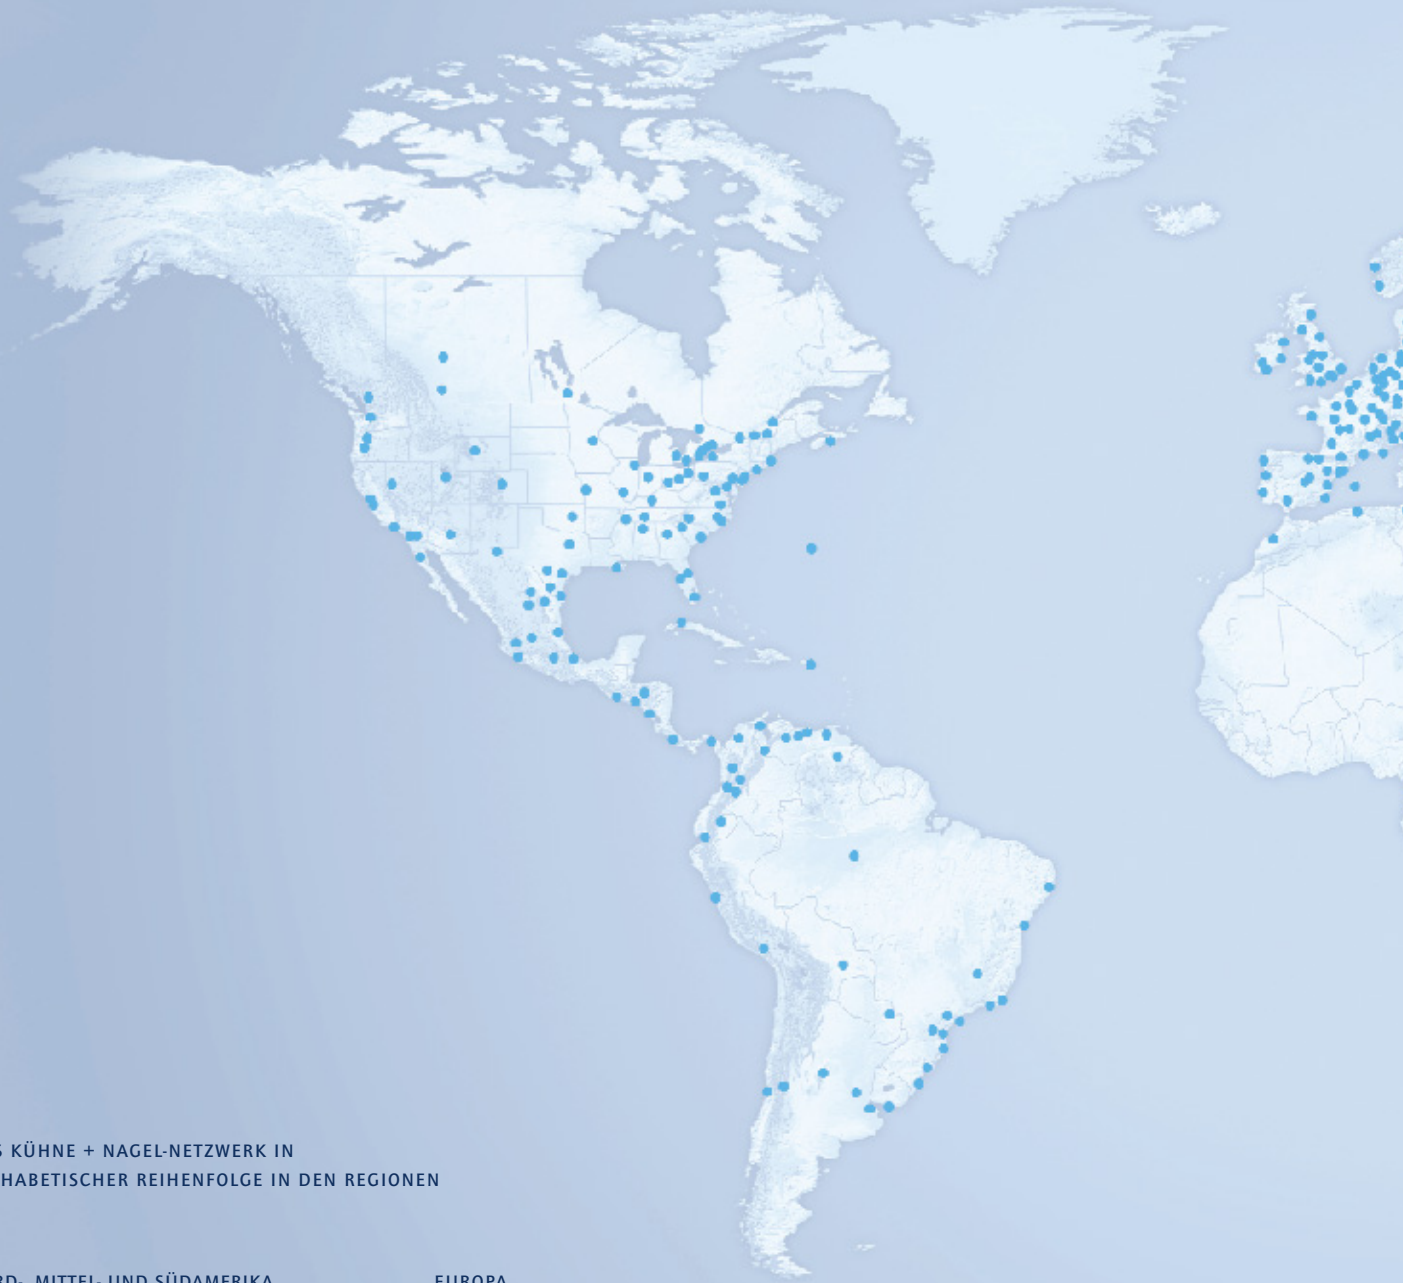 S KÜHNE + NAGEL-NETZWERK IN
HABETISCHER REIHENFOLGE IN DEN REGIONEN
RD-, MITTEL- UND SÜDAMERIKA
EUROPA